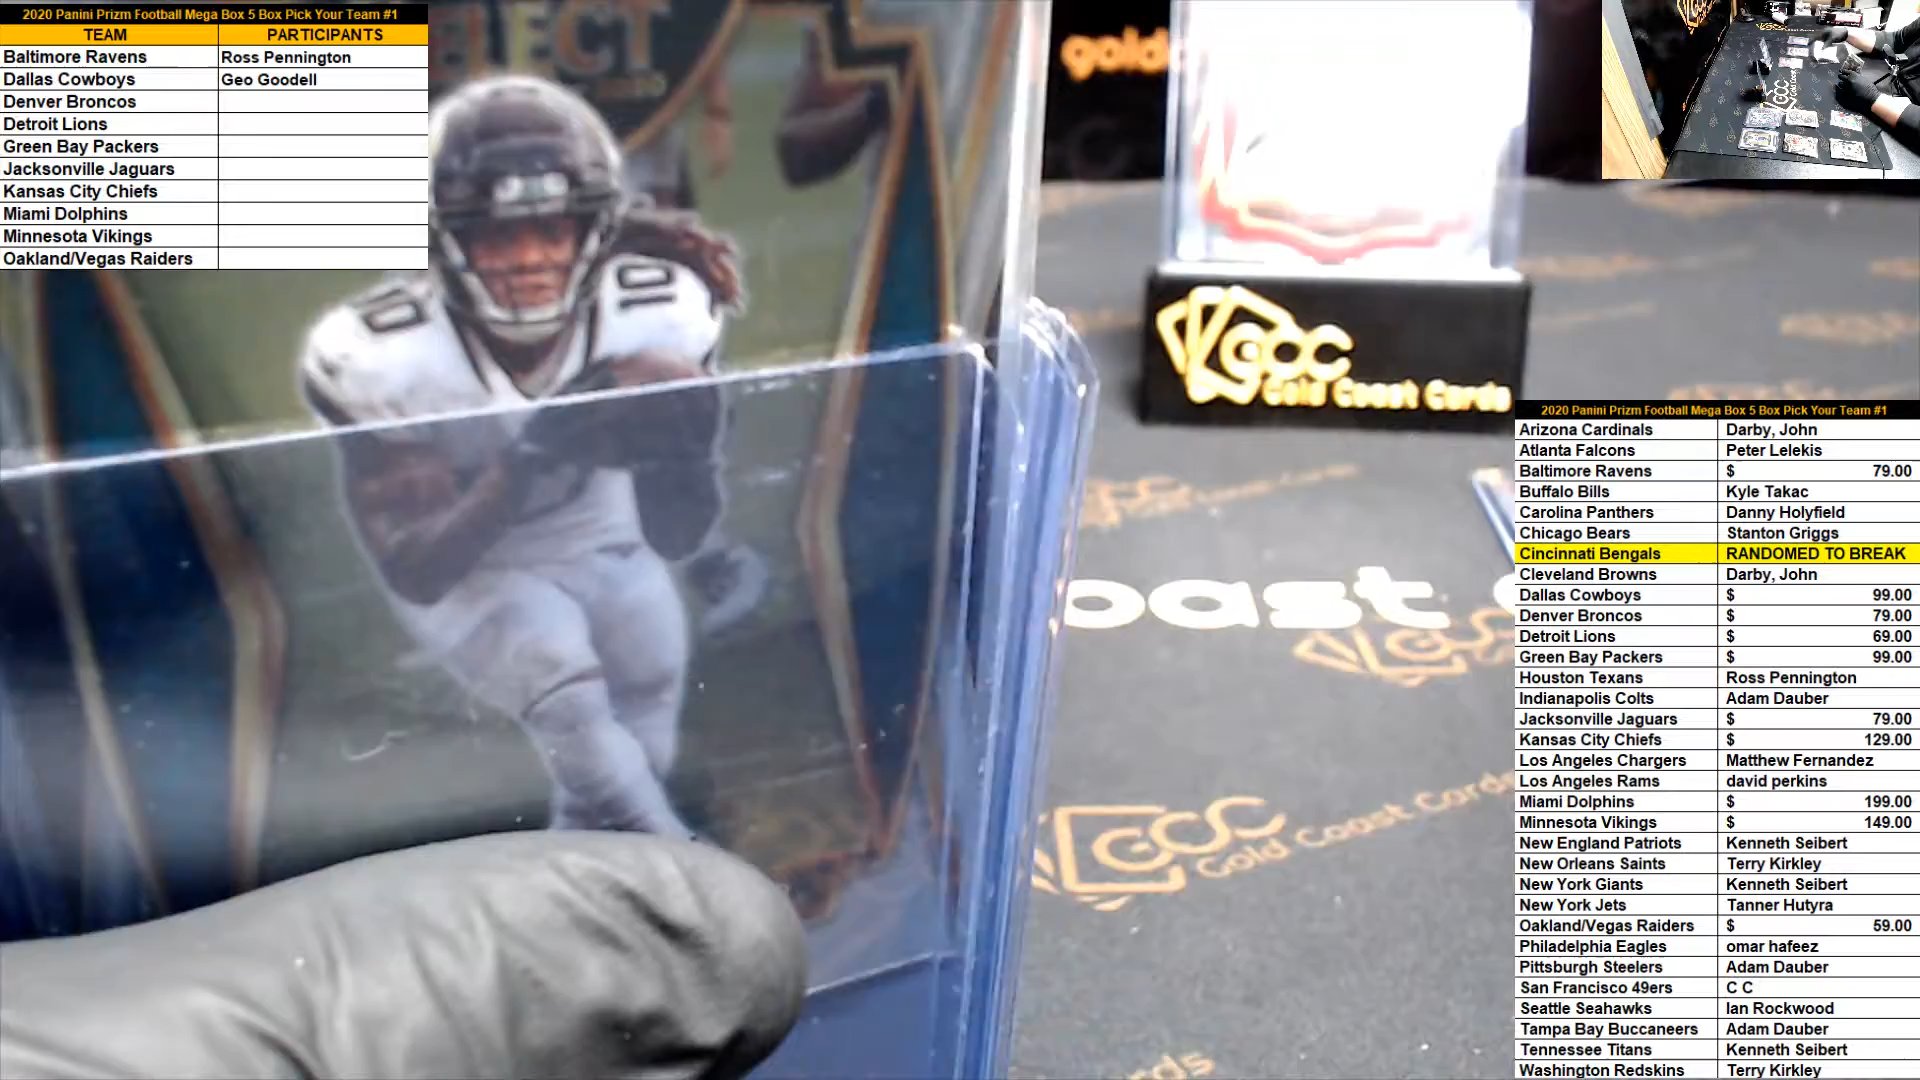 2020 Panini Prizm Football Mega Box 5 Box Pick Your Team #1
TEAM PARTICIPANTS
Baltimore Ravens Ross Pennington
Dallas Cowboys Geo Goodell
Denver Broncos
Detroit Lions
Green Bay Packers
Jacksonville Jaguars
Kansas City Chiefs
Miami Dolphins
Minnesota Vikings
Oakland/Vegas Raiders
ELECT
10
10
gold
GCC
Gold Coast Cards
oast
GCC
Gold Coast Cards
2020 Panini Prizm Football Mega Box 5 Box Pick Your Team #1
Arizona Cardinals Darby, John
Atlanta Falcons Peter Lelekis
Baltimore Ravens $ 79.00
Buffalo Bills Kyle Takac
Carolina Panthers Danny Holyfield
Chicago Bears Stanton Griggs
Cincinnati Bengals RANDOMED TO BREAK
Cleveland Browns Darby, John
Dallas Cowboys $ 99.00
Denver Broncos $ 79.00
Detroit Lions $ 69.00
Green Bay Packers $ 99.00
Houston Texans Ross Pennington
Indianapolis Colts Adam Dauber
Jacksonville Jaguars $ 79.00
Kansas City Chiefs $ 129.00
Los Angeles Chargers Matthew Fernandez
Los Angeles Rams david perkins
Miami Dolphins $ 199.00
Minnesota Vikings $ 149.00
New England Patriots Kenneth Seibert
New Orleans Saints Terry Kirkley
New York Giants Kenneth Seibert
New York Jets Tanner Hutyra
Oakland/Vegas Raiders $ 59.00
Philadelphia Eagles omar hafeez
Pittsburgh Steelers Adam Dauber
San Francisco 49ers C C
Seattle Seahawks Ian Rockwood
Tampa Bay Buccaneers Adam Dauber
Tennessee Titans Kenneth Seibert
Washington Redskins Terry Kirkley